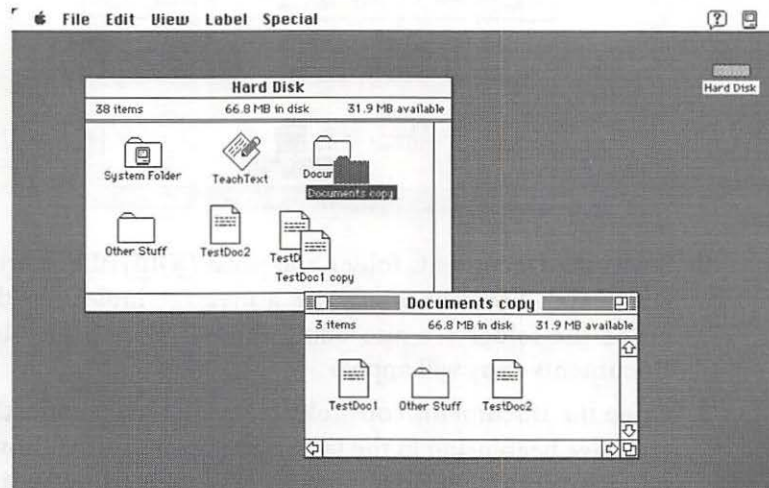 File Edit View Label Special
Hard Disk
Hard Disk
38 items 66.8 MB in disk 31.9 MB available
System Folder TeachText Docur
Documents copy
Other Stuff TestDoc2 TestD
TestDoc1 copy
Documents copy
3 items 66.8 MB in disk 31.9 MB available
TestDoc1 Other Stuff TestDoc2